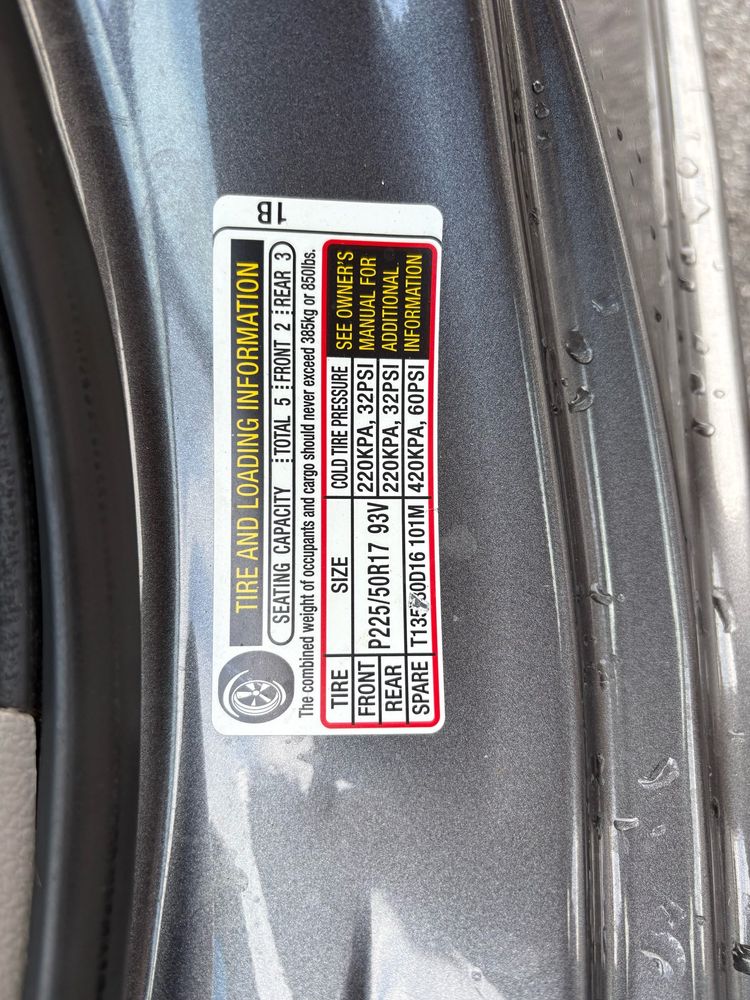 1B
TIRE AND LOADING INFORMATION
SEATING CAPACITY TOTAL 5 FRONT 2 REAR 3
The combined weight of occupants and cargo should never exceed 385kg or 850lbs.
TIRE SIZE COLD TIRE PRESSURE
FRONT P225/50R17 93V 220KPA, 32PSI
REAR 220KPA, 32PSI
SPARE 101M 420KPA, 60PSI
SEE OWNER'S
MANUAL FOR
ADDITIONAL
INFORMATION